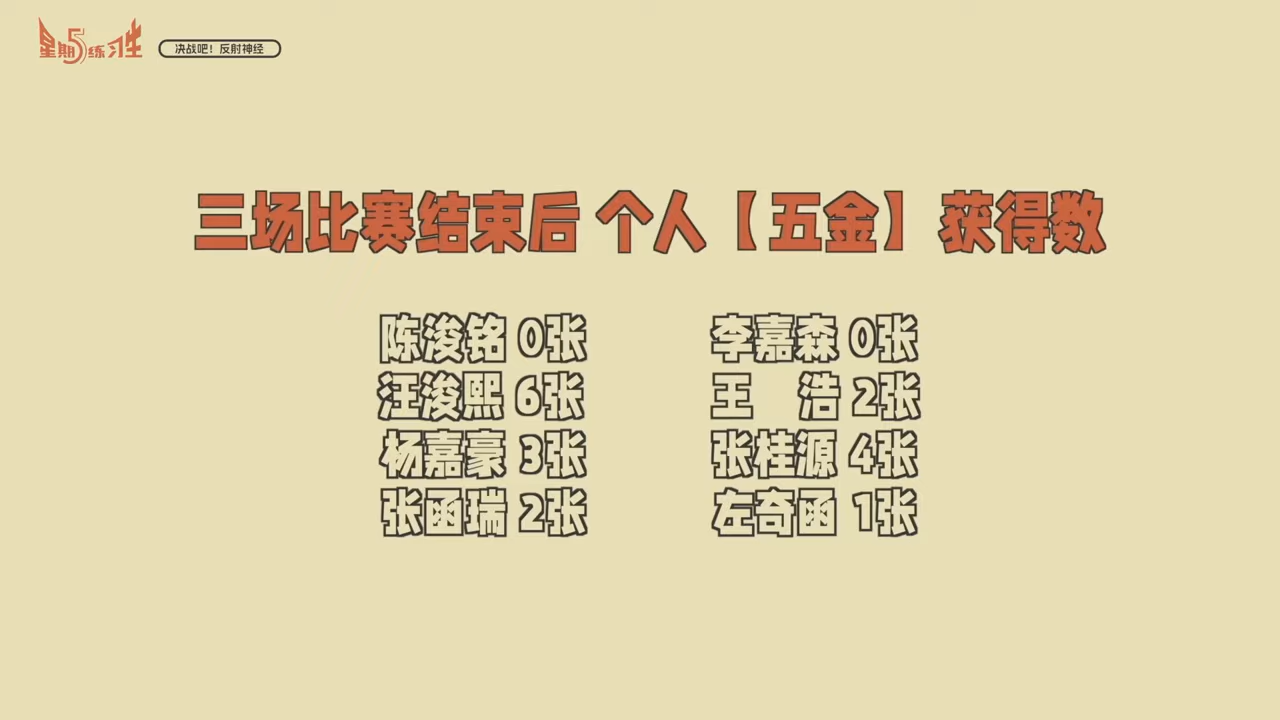 星期5练习生
决战吧！反射神经
三场比赛结束后 个人【五金】 获得数
陈浚铭 0张 李嘉森 0张
汪浚熙 6张 王 浩 2张
杨嘉豪 3张 张桂源 4张
张函瑞 2张 左奇函 1张